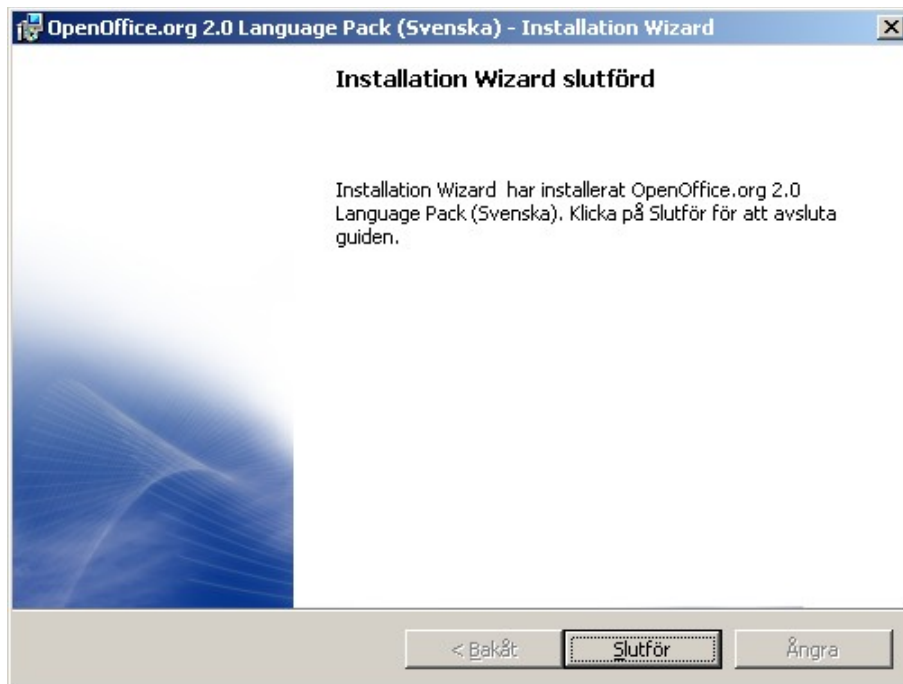 OpenOffice.org 2.0 Language Pack (Svenska) - Installation Wizard
Installation Wizard slutförd
Installation Wizard har installerat OpenOffice.org 2.0
Language Pack (Svenska). Klicka på Slutför för att avsluta
guiden.
< Bakåt Slutför Ångra